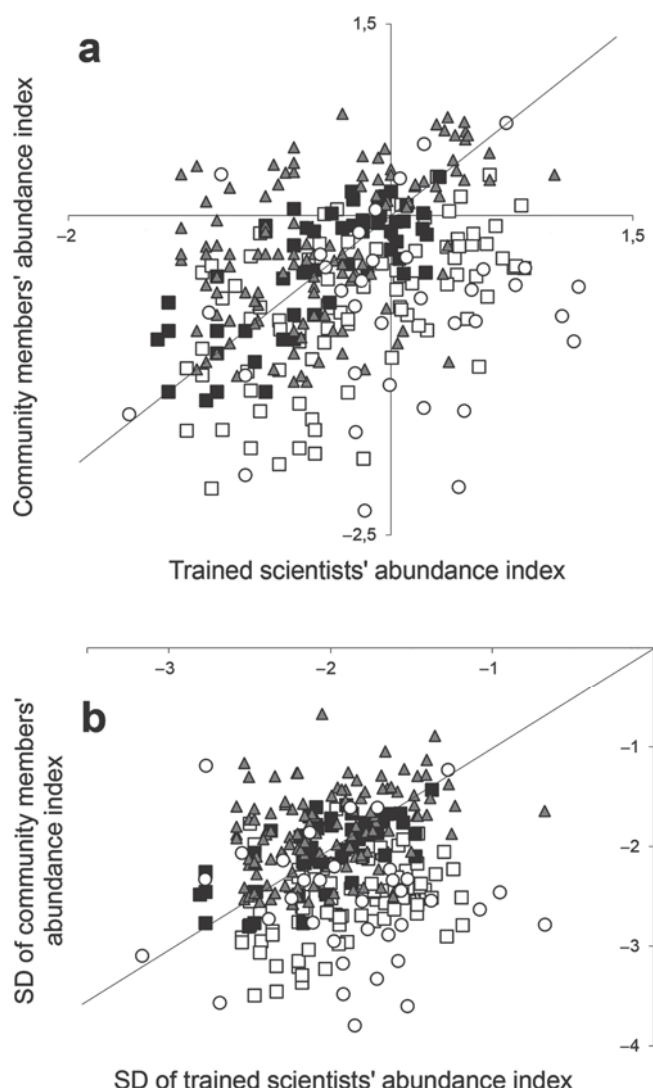 a
1,5
Community members' abundance index
–2
1,5
–2,5
Trained scientists' abundance index
–3
–2
–1
b
SD of community members'
abundance index
–1
–2
–3
–4
SD of trained scientists' abundance index